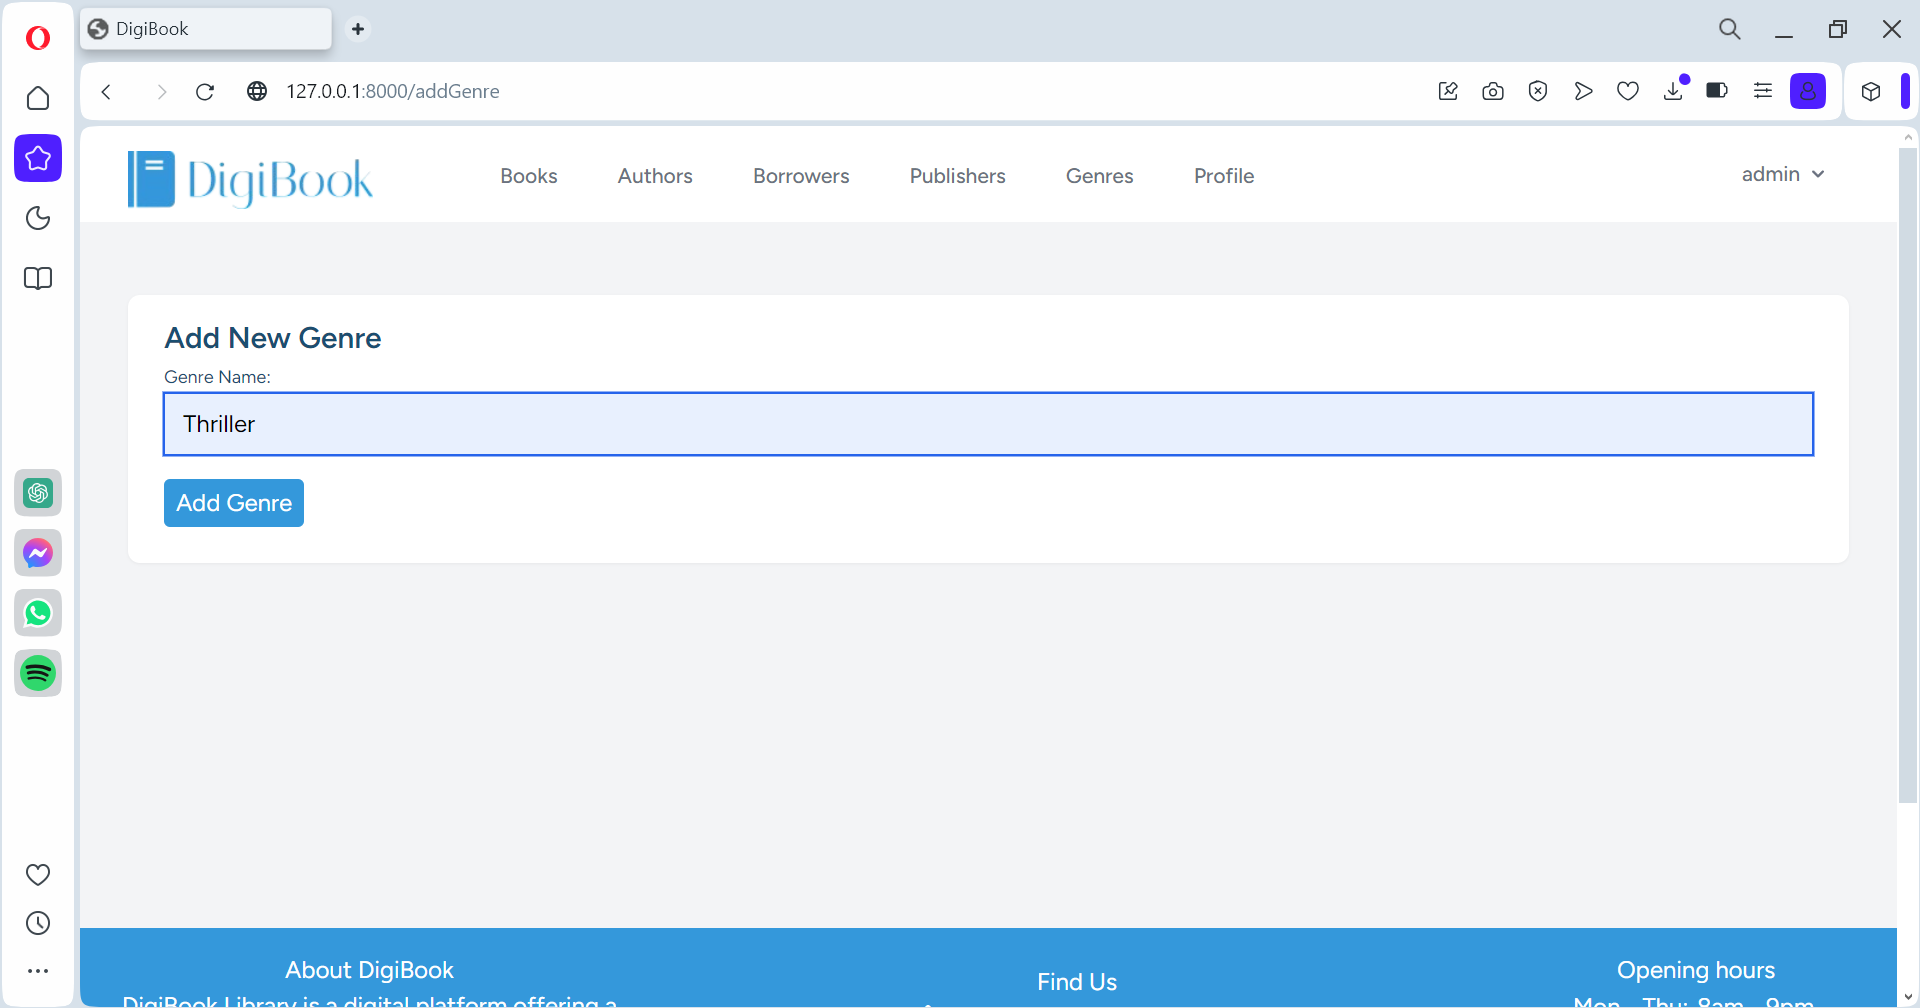 DigiBook
127.0.0.1:8000/addGenre
DigiBook
Books
Authors
Borrowers
Publishers
Genres
Profile
admin
Add New Genre
Genre Name:
Thriller
Add Genre
About DigiBook
DigiBook Library is a digital platform offering a
Find Us
Opening hours
Mon - Thu: 8am - 9pm